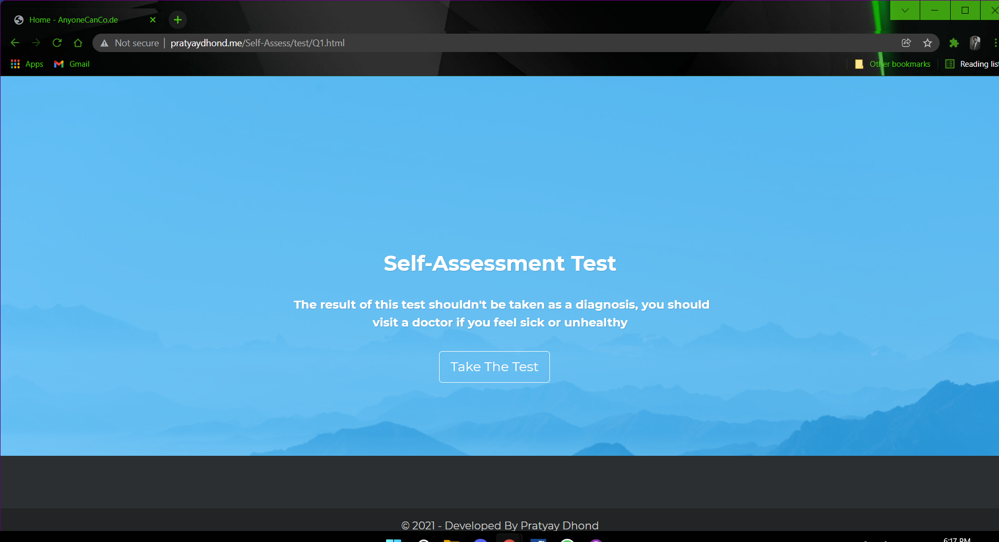 Home - AnyoneCanCo.de
Not secure | pratyaydhond.me/Self-Assess/test/Q1.html
Apps Gmail Other bookmarks Reading list
Self-Assessment Test
The result of this test shouldn't be taken as a diagnosis, you should
visit a doctor if you feel sick or unhealthy
Take The Test
© 2021 - Developed By Pratyay Dhond
6:17 PM